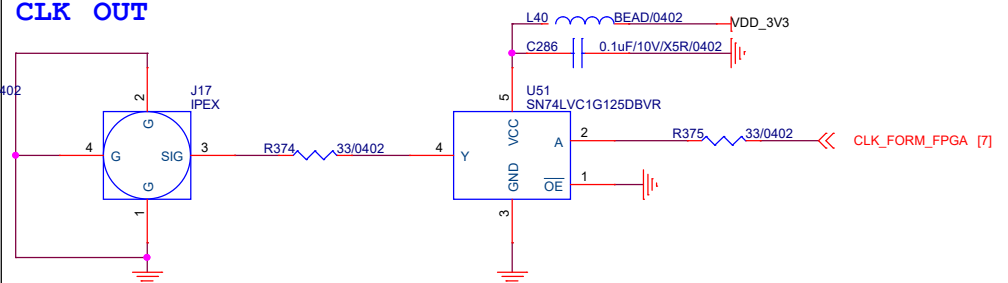 CLK OUT
L40 BEAD/0402 VDD_3V3
C286 0.1uF/10V/X5R/0402
402
J17
IPEX
U51
SN74LVC1G125DBVR
2
G
4 G SIG 3
G
1
R374 33/0402
5
VCC
4 Y A 2
GND OE 1
3
R375 33/0402
CLK_FORM_FPGA [7]